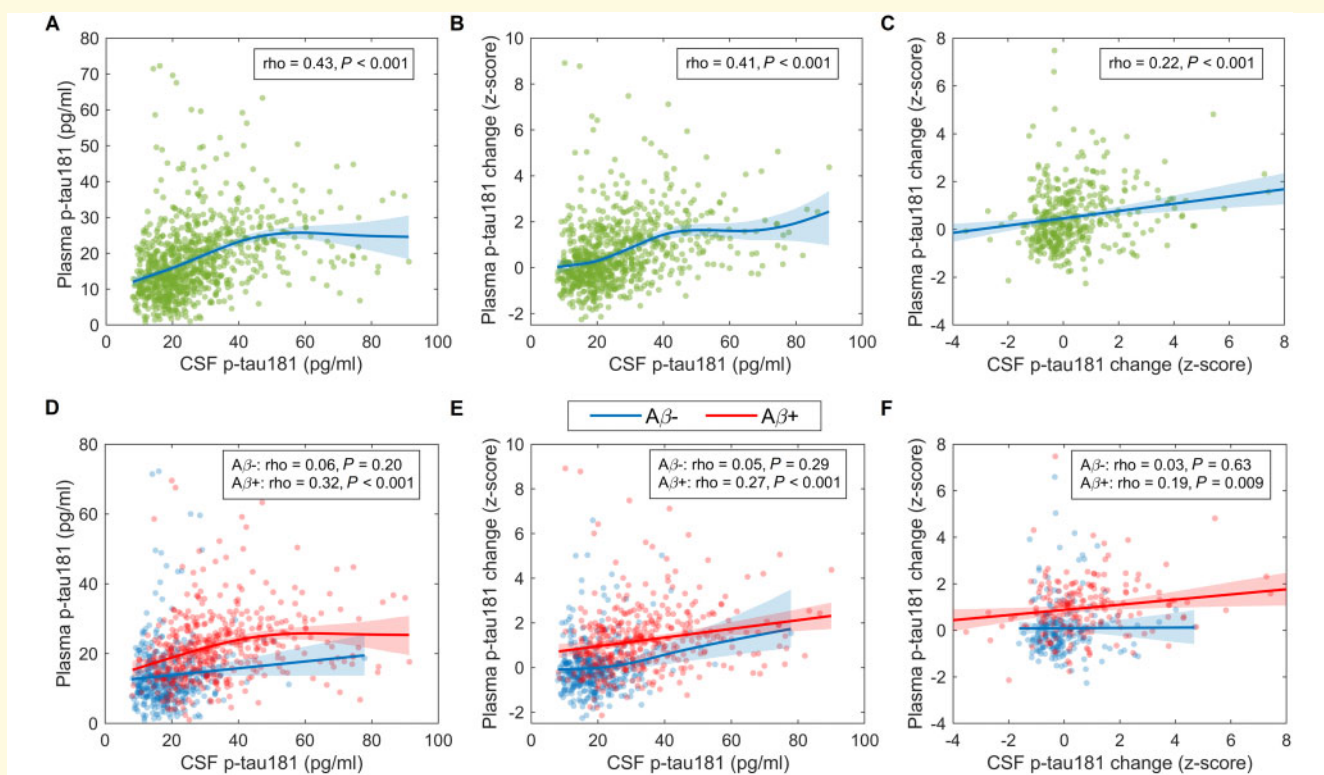 A
B
C
rho = 0.43, P < 0.001
rho = 0.41, P < 0.001
rho = 0.22, P < 0.001
Plasma p-tau181 (pg/ml)
80
70
60
50
40
30
20
10
0
0 20 40 60 80 100
CSF p-tau181 (pg/ml)
Plasma p-tau181 change (z-score)
10
8
6
4
2
0
-2
0 20 40 60 80 100
CSF p-tau181 (pg/ml)
Plasma p-tau181 change (z-score)
8
6
4
2
0
-2
-4
-4 -2 0 2 4 6 8
CSF p-tau181 change (z-score)
Aβ- Aβ+
D
E
F
Aβ-: rho = 0.06, P = 0.20
Aβ+: rho = 0.32, P < 0.001
Aβ-: rho = 0.05, P = 0.29
Aβ+: rho = 0.27, P < 0.001
Aβ-: rho = 0.03, P = 0.63
Aβ+: rho = 0.19, P = 0.009
Plasma p-tau181 (pg/ml)
80
60
40
20
0
0 20 40 60 80 100
CSF p-tau181 (pg/ml)
Plasma p-tau181 change (z-score)
10
8
6
4
2
0
-2
0 20 40 60 80 100
CSF p-tau181 (pg/ml)
Plasma p-tau181 change (z-score)
8
6
4
2
0
-2
-4
-4 -2 0 2 4 6 8
CSF p-tau181 change (z-score)